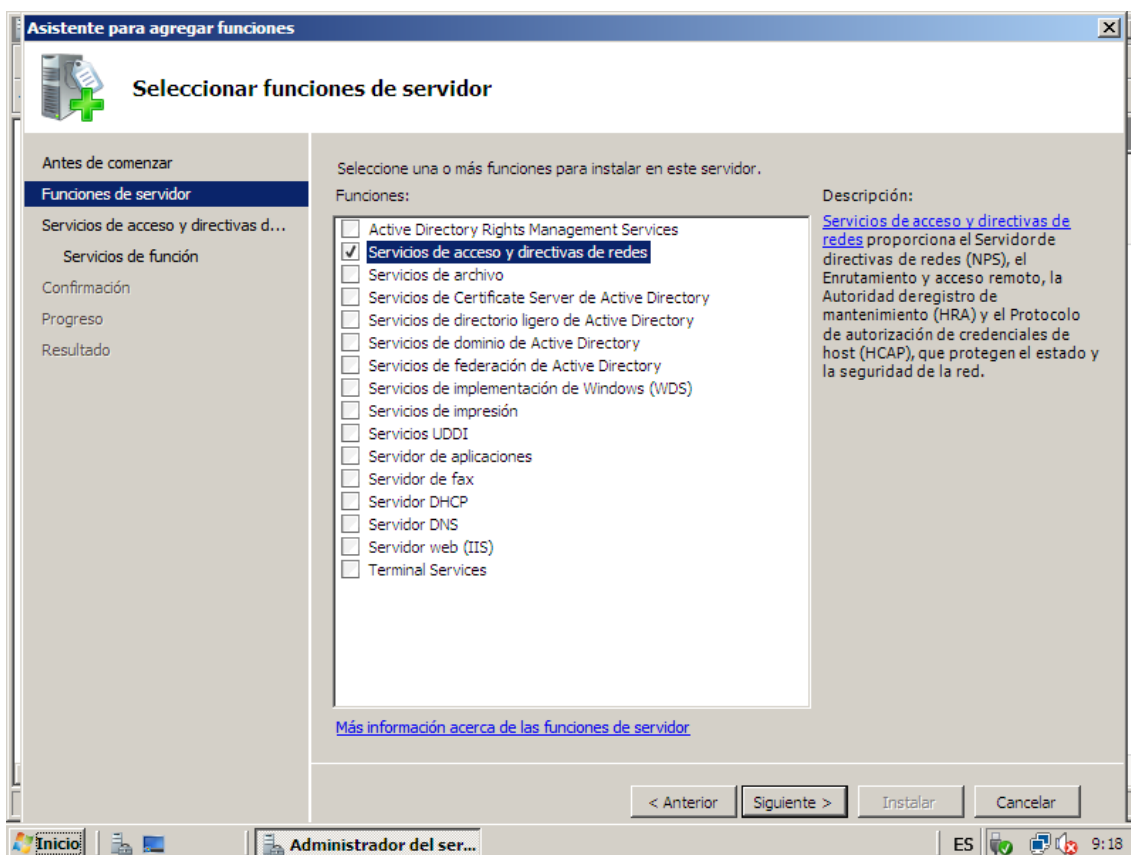 Asistente para agregar funciones
Seleccionar funciones de servidor
Antes de comenzar
Funciones de servidor
Servicios de acceso y directivas d...
Servicios de función
Confirmación
Progreso
Resultado
Seleccione una o más funciones para instalar en este servidor.
Funciones:
Active Directory Rights Management Services
Servicios de acceso y directivas de redes
Servicios de archivo
Servicios de Certificate Server de Active Directory
Servicios de directorio ligero de Active Directory
Servicios de dominio de Active Directory
Servicios de federación de Active Directory
Servicios de implementación de Windows (WDS)
Servicios de impresión
Servicios UDDI
Servidor de aplicaciones
Servidor de fax
Servidor DHCP
Servidor DNS
Servidor web (IIS)
Terminal Services
Más información acerca de las funciones de servidor
Descripción:
Servicios de acceso y directivas de
redes proporciona el Servidor de
directivas de redes (NPS), el
Enrutamiento y acceso remoto, la
Autoridad de registro de
mantenimiento (HRA) y el Protocolo
de autorización de credenciales de
host (HCAP), que protegen el estado y
la seguridad de la red.
< Anterior
Siguiente >
Instalar
Cancelar
Inicio
Administrador del ser...
ES
9:18